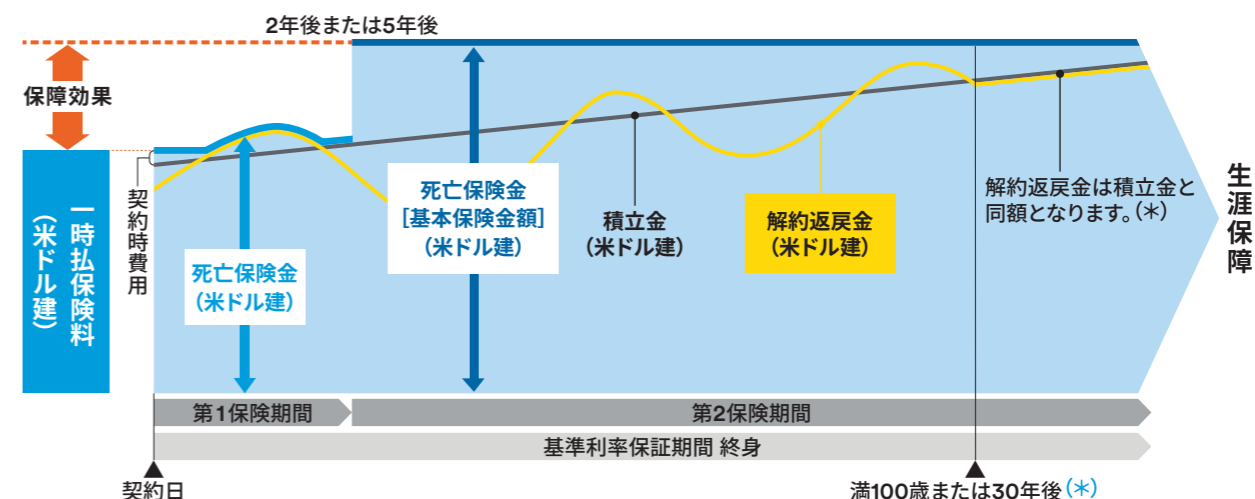 2年後または5年後
保障効果
一時払保険料
（米ドル建）
契約時費用
死亡保険金
（米ドル建）
死亡保険金
［基本保険金額］
（米ドル建）
積立金
（米ドル建）
解約返戻金
（米ドル建）
解約返戻金は積立金と
同額となります。（＊）
生涯保障
第1保険期間
第2保険期間
基準利率保証期間 終身
契約日
満100歳または30年後（＊）